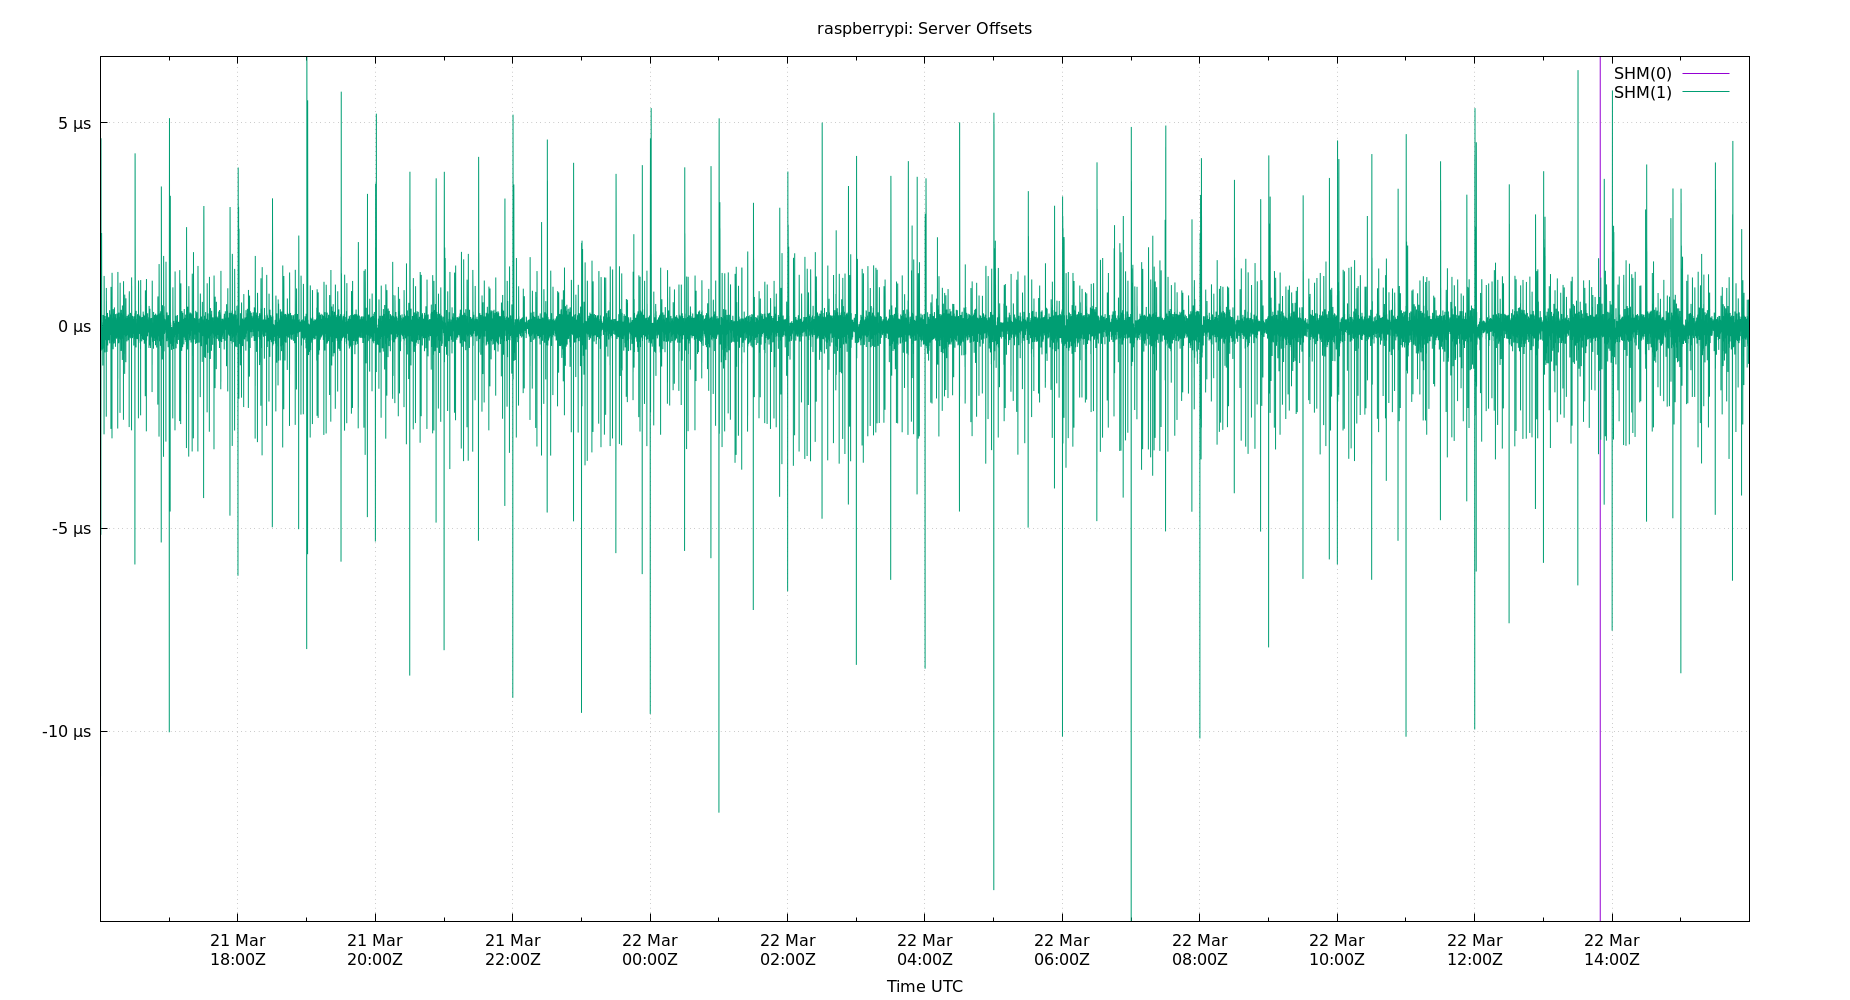 raspberrypi: Server Offsets
SHM(0)
SHM(1)
5 µs
0 µs
-5 µs
-10 µs
21 Mar 21 Mar 21 Mar 22 Mar 22 Mar 22 Mar 22 Mar 22 Mar 22 Mar 22 Mar 22 Mar
18:00Z 20:00Z 22:00Z 00:00Z 02:00Z 04:00Z 06:00Z 08:00Z 10:00Z 12:00Z 14:00Z
Time UTC